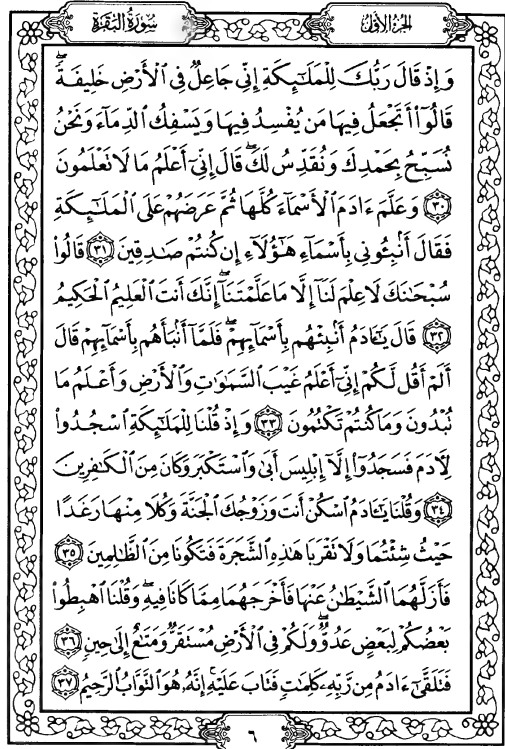 سُورَةُ البَقَرَةِ
الجزء الأول
وَإِذْ قَالَ رَبُّكَ لِلْمَلَٰٓئِكَةِ إِنِّي جَاعِلٌ فِي الْأَرْضِ خَلِيفَةً ۖ
قَالُوٓا۟ أَتَجْعَلُ فِيهَا مَن يُفْسِدُ فِيهَا وَيَسْفِكُ الدِّمَآءَ وَنَحْنُ
نُسَبِّحُ بِحَمْدِكَ وَنُقَدِّسُ لَكَ ۖ قَالَ إِنِّيٓ أَعْلَمُ مَا لَا تَعْلَمُونَ
﴿٣٠﴾ وَعَلَّمَ ءَادَمَ الْأَسْمَآءَ كُلَّهَا ثُمَّ عَرَضَهُمْ عَلَى الْمَلَٰٓئِكَةِ
فَقَالَ أَنۢبِـُٔونِي بِأَسْمَآءِ هَٰٓؤُلَآءِ إِن كُنتُمْ صَٰدِقِينَ ﴿٣١﴾ قَالُوا۟
سُبْحَٰنَكَ لَا عِلْمَ لَنَآ إِلَّا مَا عَلَّمْتَنَآ ۖ إِنَّكَ أَنتَ الْعَلِيمُ الْحَكِيمُ
﴿٣٢﴾ قَالَ يَٰٓـَٔادَمُ أَنۢبِئْهُم بِأَسْمَآئِهِمْ ۖ فَلَمَّآ أَنۢبَأَهُم بِأَسْمَآئِهِمْ قَالَ
أَلَمْ أَقُل لَّكُمْ إِنِّيٓ أَعْلَمُ غَيْبَ السَّمَٰوَٰتِ وَالْأَرْضِ وَأَعْلَمُ مَا
تُبْدُونَ وَمَا كُنتُمْ تَكْتُمُونَ ﴿٣٣﴾ وَإِذْ قُلْنَا لِلْمَلَٰٓئِكَةِ اسْجُدُوا۟
لِـَٔادَمَ فَسَجَدُوٓا۟ إِلَّآ إِبْلِيسَ أَبَىٰ وَاسْتَكْبَرَ وَكَانَ مِنَ الْكَٰفِرِينَ
﴿٣٤﴾ وَقُلْنَا يَٰٓـَٔادَمُ اسْكُنْ أَنتَ وَزَوْجُكَ الْجَنَّةَ وَكُلَا مِنْهَا رَغَدًا
حَيْثُ شِئْتُمَا وَلَا تَقْرَبَا هَٰذِهِ الشَّجَرَةَ فَتَكُونَا مِنَ الظَّٰلِمِينَ ﴿٣٥﴾
فَأَزَلَّهُمَا الشَّيْطَٰنُ عَنْهَا فَأَخْرَجَهُمَا مِمَّا كَانَا فِيهِ ۖ وَقُلْنَا اهْبِطُوا۟
بَعْضُكُمْ لِبَعْضٍ عَدُوٌّ ۖ وَلَكُمْ فِي الْأَرْضِ مُسْتَقَرٌّ وَمَتَٰعٌ إِلَىٰ حِينٍ ﴿٣٦﴾
فَتَلَقَّىٰٓ ءَادَمُ مِن رَّبِّهِۦ كَلِمَٰتٍ فَتَابَ عَلَيْهِ ۚ إِنَّهُۥ هُوَ التَّوَّابُ الرَّحِيمُ ﴿٣٧﴾
٦